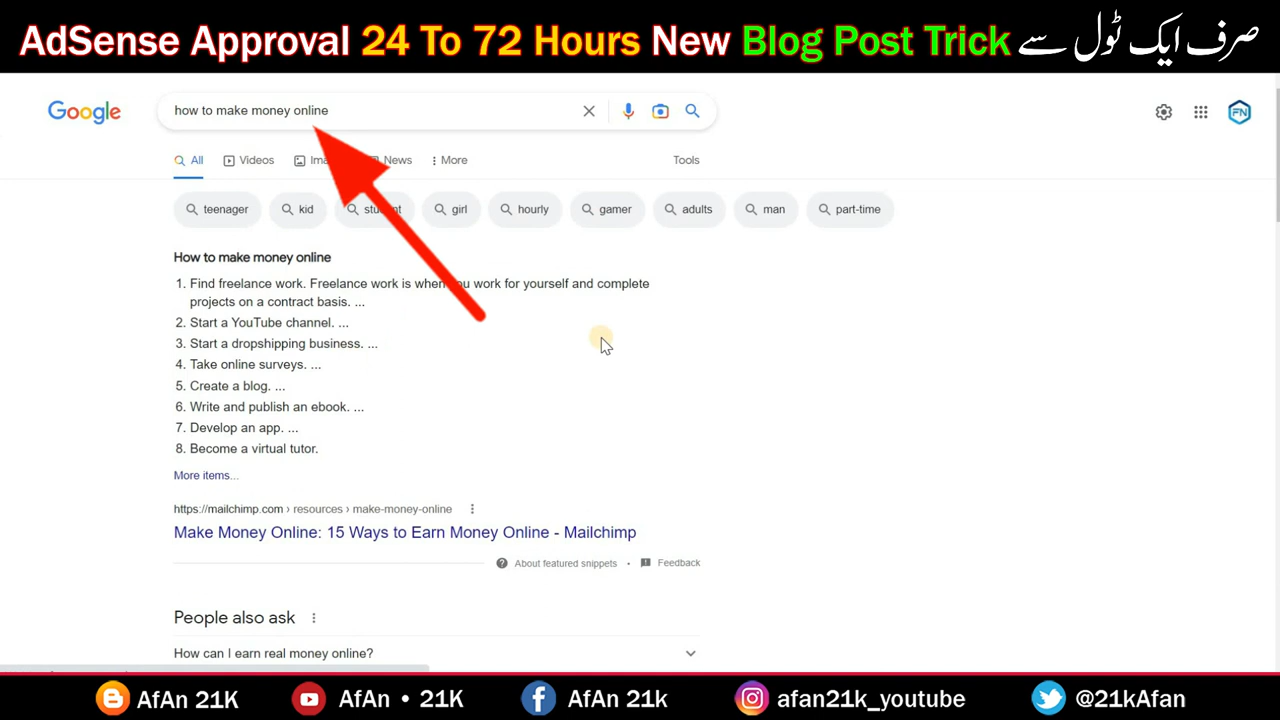 AdSense Approval 24 To 72 Hours New Blog Post Trick صرف ایک ٹول سے
Google how to make money online
All Videos News More Tools
teenager kid girl hourly gamer adults man part-time
How to make money online
1. Find freelance work. Freelance work is when you work for yourself and complete
projects on a contract basis. ...
2. Start a YouTube channel. ...
3. Start a dropshipping business. ...
4. Take online surveys. ...
5. Create a blog. ...
6. Write and publish an ebook. ...
7. Develop an app. ...
8. Become a virtual tutor.
More items...
https://mailchimp.com › resources › make-money-online
Make Money Online: 15 Ways to Earn Money Online - Mailchimp
About featured snippets • Feedback
People also ask
How can I earn real money online?
AfAn 21K AfAn • 21K AfAn 21k afan21k_youtube @21kAfan